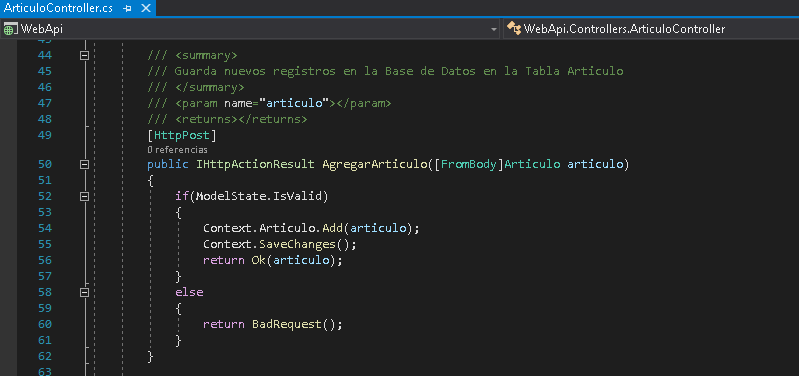 ArticuloController.cs
WebApi
WebApi.Controllers.ArticuloController
43
44 /// <summary>
45 /// Guarda nuevos registros en la Base de Datos en la Tabla Articulo
46 /// </summary>
47 /// <param name="articulo"></param>
48 /// <returns></returns>
49 [HttpPost]
0 referencias
50 public IHttpActionResult AgregarArticulo([FromBody]Articulo articulo)
51 {
52 if(ModelState.IsValid)
53 {
54 Context.Articulo.Add(articulo);
55 Context.SaveChanges();
56 return Ok(articulo);
57 }
58 else
59 {
60 return BadRequest();
61 }
62 }
63